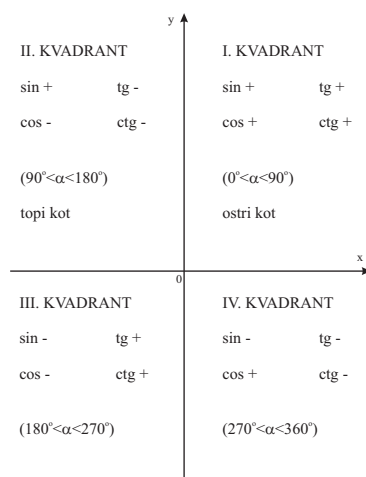 y
II. KVADRANT
sin + tg -
cos - ctg -
(90°<α<180°)
topi kot
I. KVADRANT
sin + tg +
cos + ctg +
(0°<α<90°)
ostri kot
x
0
III. KVADRANT
sin - tg +
cos - ctg +
(180°<α<270°)
IV. KVADRANT
sin - tg -
cos + ctg -
(270°<α<360°)